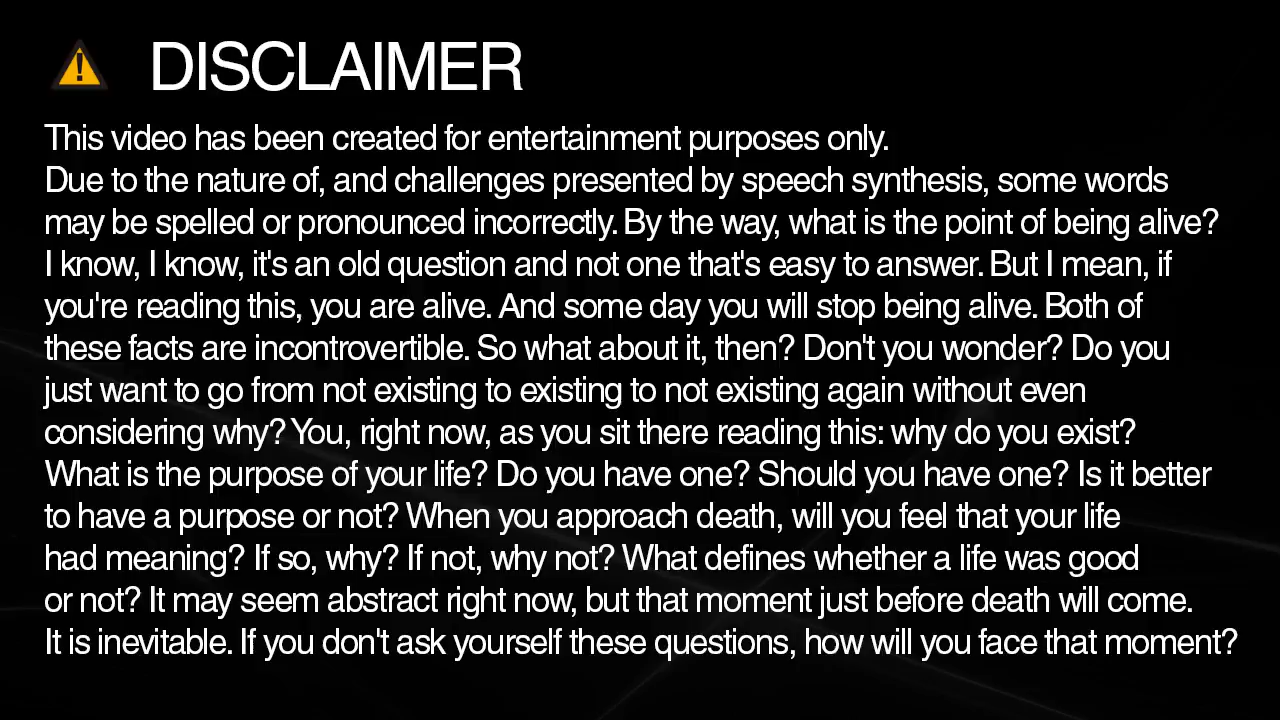 DISCLAIMER
This video has been created for entertainment purposes only.
Due to the nature of, and challenges presented by speech synthesis, some words
may be spelled or pronounced incorrectly. By the way, what is the point of being alive?
I know, I know, it's an old question and not one that's easy to answer. But I mean, if
you're reading this, you are alive. And some day you will stop being alive. Both of
these facts are incontrovertible. So what about it, then? Don't you wonder? Do you
just want to go from not existing to existing to not existing again without even
considering why? You, right now, as you sit there reading this: why do you exist?
What is the purpose of your life? Do you have one? Should you have one? Is it better
to have a purpose or not? When you approach death, will you feel that your life
had meaning? If so, why? If not, why not? What defines whether a life was good
or not? It may seem abstract right now, but that moment just before death will come.
It is inevitable. If you don't ask yourself these questions, how will you face that moment?